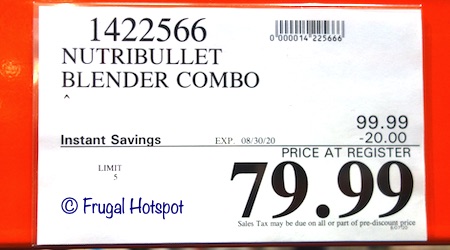 1422566
0 000014 225666
NUTRIBULLET
BLENDER COMBO
^
99.99
Instant Savings EXP. 08/30/20 -20.00
PRICE AT REGISTER
LIMIT
5
79.99
© Frugal Hotspot
Sales Tax may be due on all or part of pre-discount price